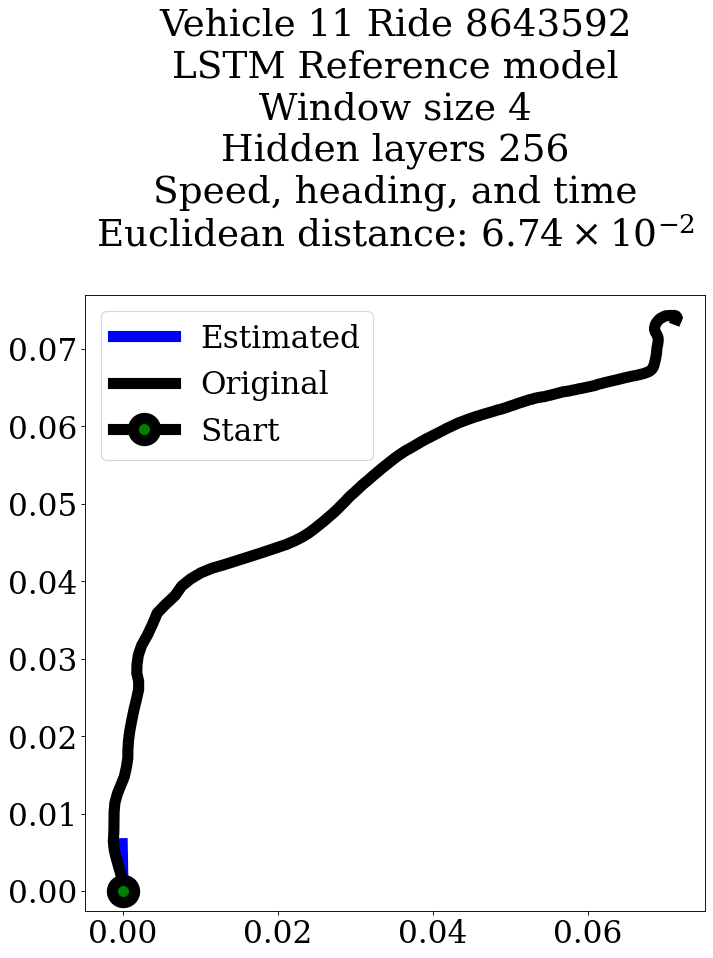 Vehicle 11 Ride 8643592
LSTM Reference model
Window size 4
Hidden layers 256
Speed, heading, and time
Euclidean distance: 6.74 × 10⁻²
Estimated
Original
Start
0.07
0.06
0.05
0.04
0.03
0.02
0.01
0.00
0.00 0.02 0.04 0.06